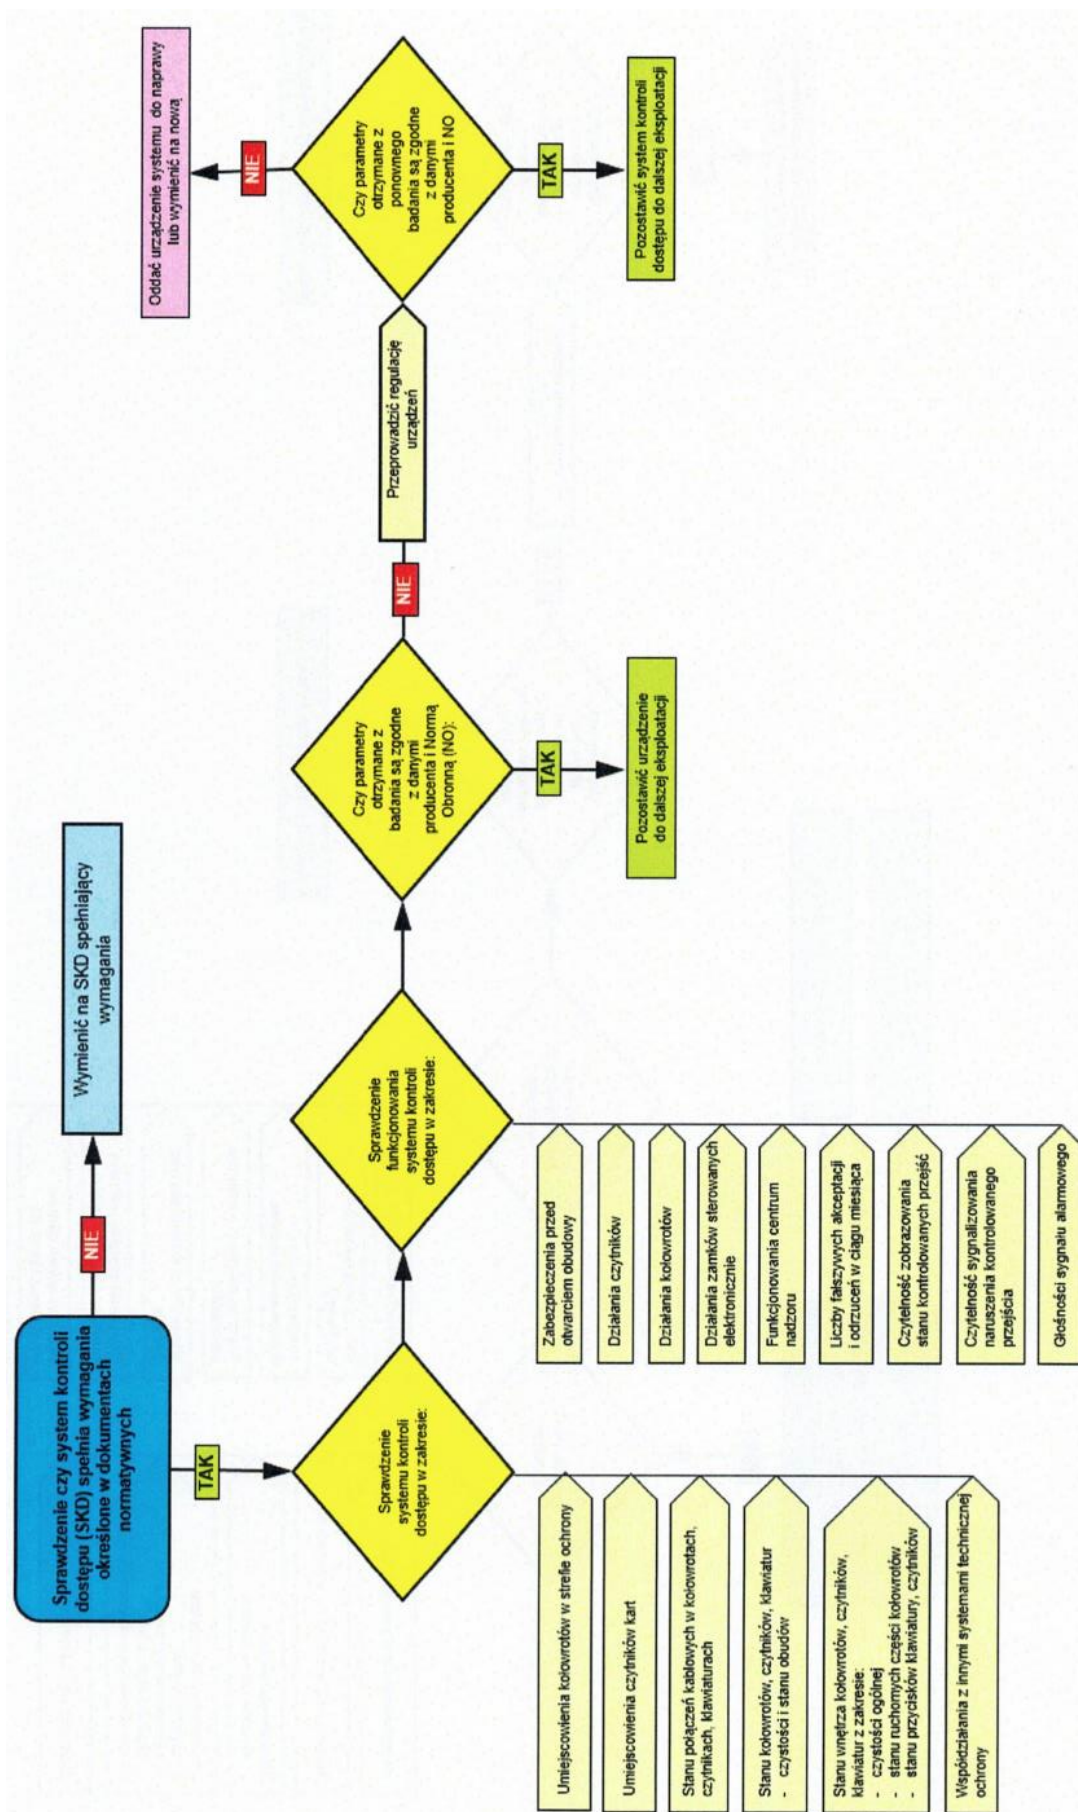 Sprawdzenie czy system kontroli
dostępu (SKD) spełnia wymagania
określone w dokumentach
normatywnych
NIE
Wymienić na SKD spełniający
wymagania
TAK
Sprawdzenie
systemu kontroli
dostępu w zakresie:
Umiejscowienia kołowrotów w strefie ochrony
Umiejscowienia czytników kart
Stanu połączeń kablowych w kołowrotach,
czytnikach, klawiaturach
Stanu kołowrotów, czytników, klawiatur
- czystości i stanu obudów
Stanu wnętrza kołowrotów, czytników,
klawiatur z zakresie:
- czystości ogólnej
- stanu ruchomych części kołowrotów
- stanu przycisków klawiatury, czytników
Współdziałania z innymi systemami technicznej
ochrony
Sprawdzenie
funkcjonowania
systemu kontroli
dostępu w zakresie:
Zabezpieczenia przed
otwarciem obudowy
Działania czytników
Działania kołowrotów
Działania zamków sterowanych
elektronicznie
Funkcjonowania centrum
nadzoru
Liczby fałszywych akceptacji
i odrzuceń w ciągu miesiąca
Czytelność zobrazowania
stanu kontrolowanych przejść
Czytelność sygnalizowania
naruszania kontrolowanego
przejścia
Głośności sygnału alarmowego
Czy parametry
otrzymane z
badania są zgodne
z danymi
producenta i Normą
Obronną (NO):
TAK
Pozostawić urządzenie
do dalszej eksploatacji
NIE
Przeprowadzić regulację
urządzeń
Czy parametry
otrzymane z
ponownego
badania są zgodne
z danymi
producenta i NO
NIE
Oddać urządzenie systemu do naprawy
lub wymienić na nową
TAK
Pozostawić system kontroli
dostępu do dalszej eksploatacji